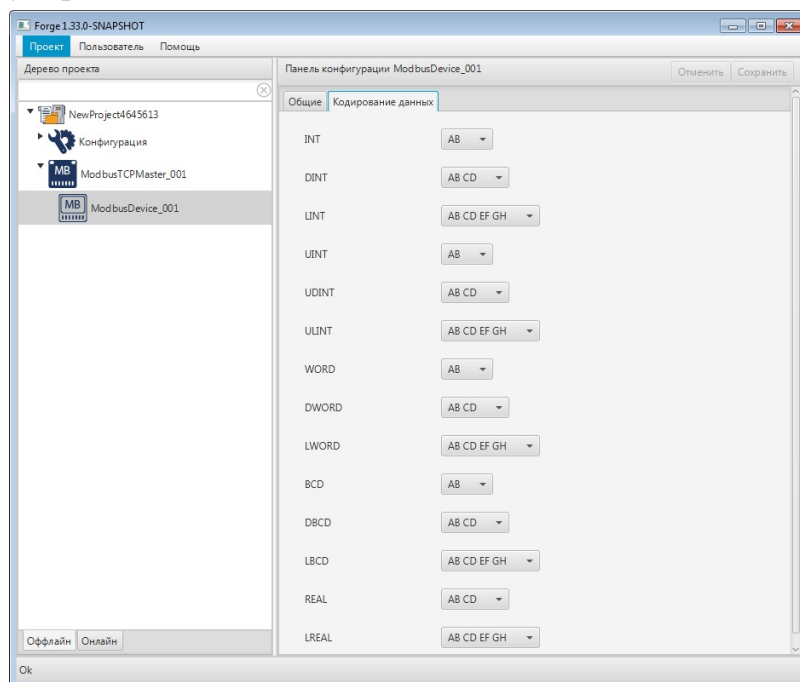 Forge 1.33.0-SNAPSHOT
Проект Пользователь Помощь
Дерево проекта
Панель конфигурации ModbusDevice_001
Отменить Сохранить
Общие Кодирование данных
NewProject4645613
Конфигурация
MB ModbusTCPMaster_001
MB ModbusDevice_001
INT AB
DINT AB CD
LINT AB CD EF GH
UINT AB
UDINT AB CD
ULINT AB CD EF GH
WORD AB
DWORD AB CD
LWORD AB CD EF GH
BCD AB
DBCD AB CD
LBCD AB CD EF GH
REAL AB CD
LREAL AB CD EF GH
Оффлайн Онлайн
Ok